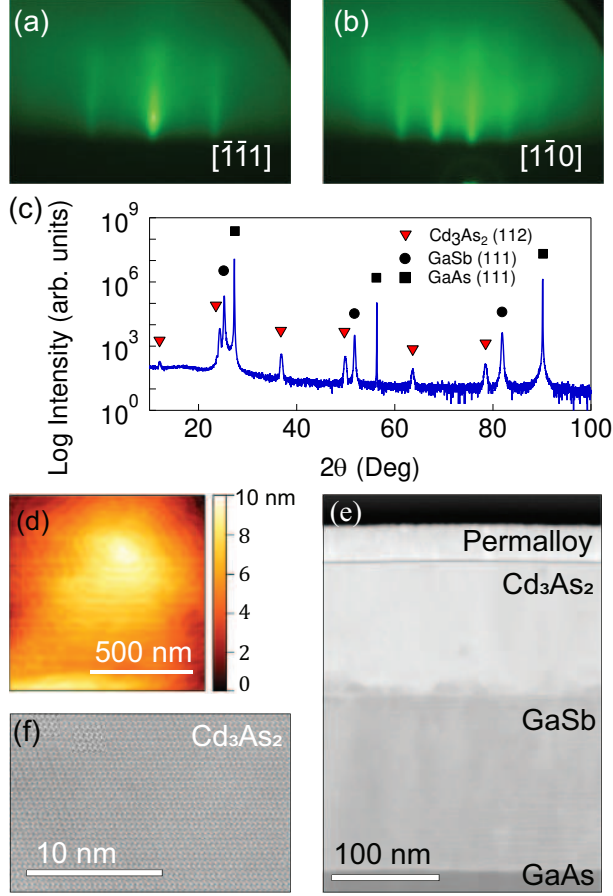 (a)
[1̄1̄1]
(b)
[11̄0]
(c)
Log Intensity (arb. units)
10⁹
10⁶
10³
10⁰
Cd₃As₂ (112)
GaSb (111)
GaAs (111)
20
40
60
80
100
2θ (Deg)
(d)
10 nm
8
6
4
2
0
500 nm
(e)
Permalloy
Cd₃As₂
GaSb
100 nm
GaAs
(f)
Cd₃As₂
10 nm